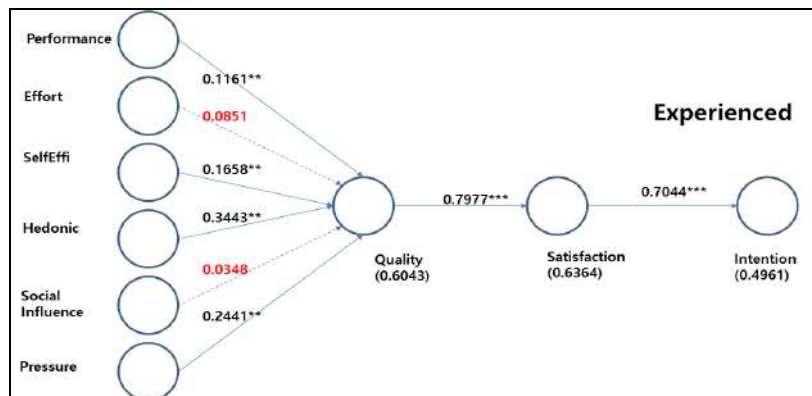 Performance
0.1161**
Effort
0.0851
Experienced
SelfEffi
0.1658**
0.7977***
0.7044***
Hedonic
0.3443**
Quality
(0.6043)
Satisfaction
(0.6364)
Intention
(0.4961)
0.0348
Social
Influence
0.2441**
Pressure